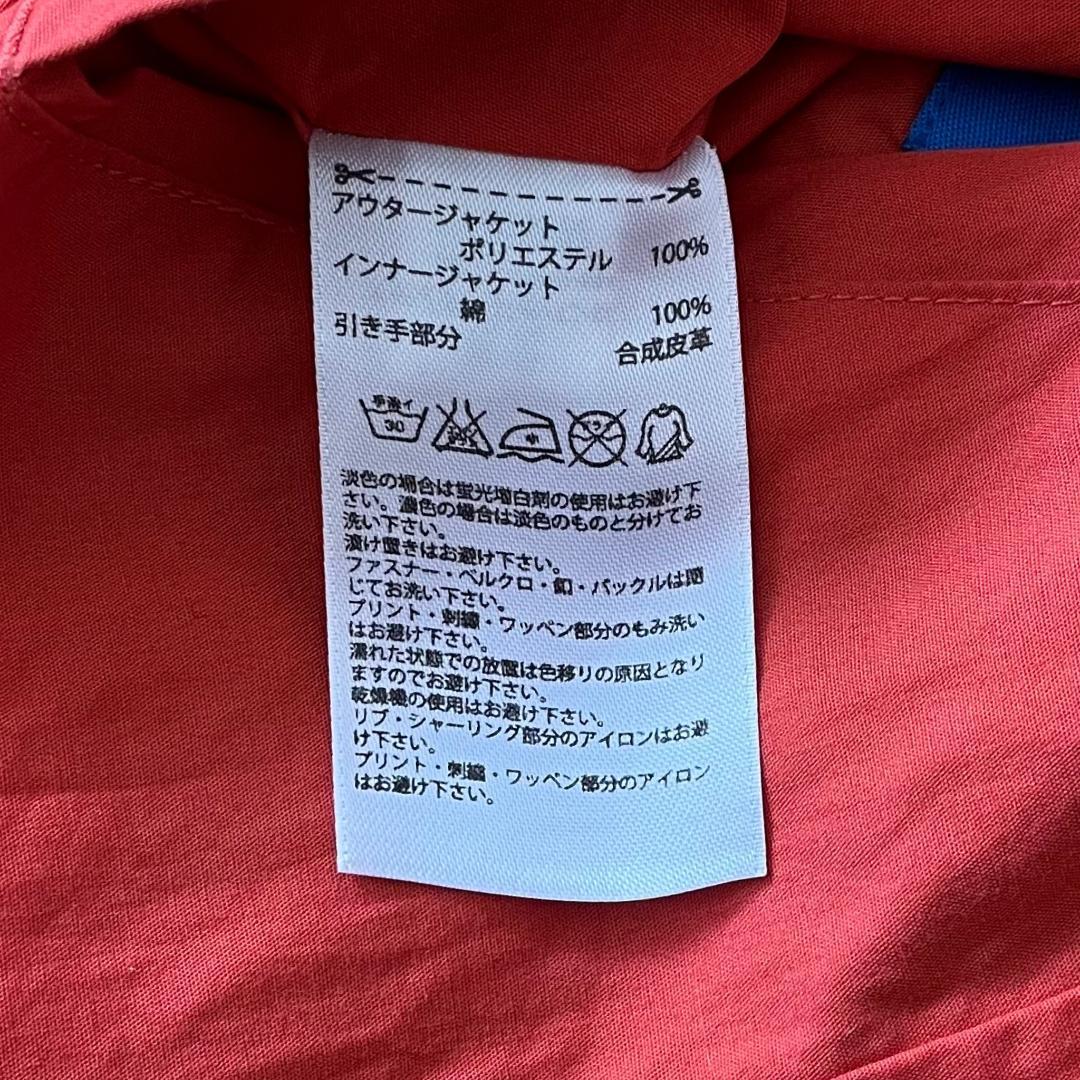 アウタージャケット
ポリエステル 100%
インナージャケット
綿 100%
引き手部分
合成皮革
手洗イ
30
中
淡色の場合は蛍光増白剤の使用はお避け下
さい。濃色の場合は淡色のものと分けてお
洗い下さい。
漬け置きはお避け下さい。
ファスナー・ベルクロ・釦・バックルは閉
じてお洗い下さい。
プリント・刺繍・ワッペン部分のもみ洗い
はお避け下さい。
濡れた状態での放置は色移りの原因となり
ますのでお避け下さい。
乾燥機の使用はお避け下さい。
リブ・シャーリング部分のアイロンはお避
け下さい。
プリント・刺繍・ワッペン部分のアイロン
はお避け下さい。